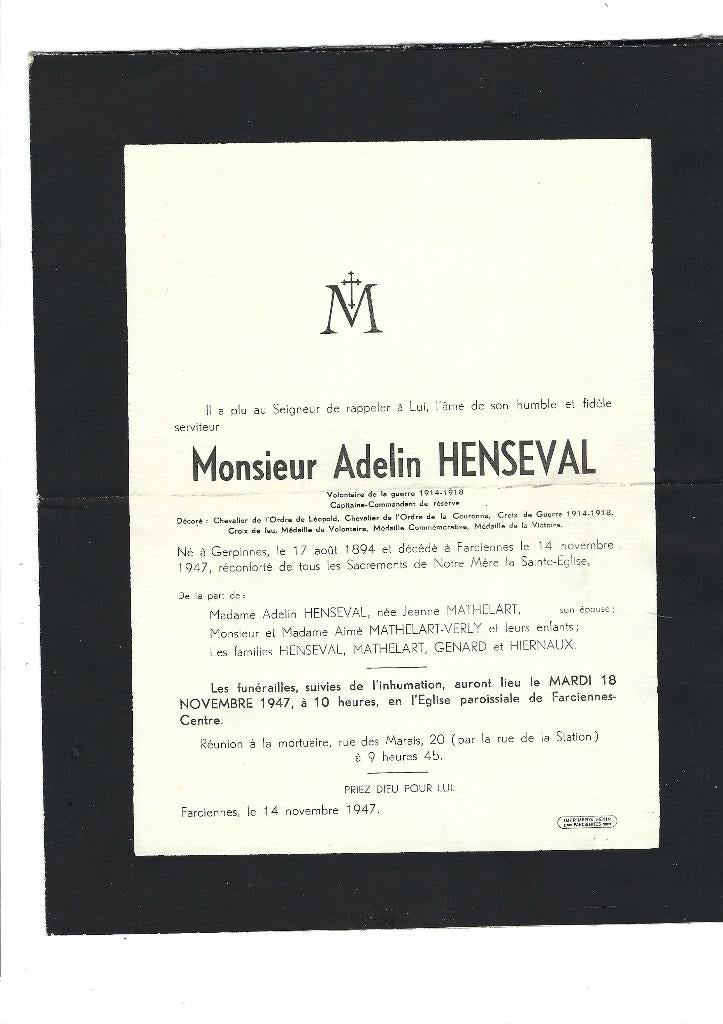 M
Il a plu au Seigneur de rappeler à Lui, l'âme de son humble et fidèle
serviteur
Monsieur Adelin HENSEVAL
Volontaire de la guerre 1914-1918
Capitaine-Commandant de réserve
Décoré : Chevalier de l'Ordre de Léopold, Chevalier de l'Ordre de la Couronne, Croix de Guerre 1914-1918,
Croix de feu, Médaille du Volontaire, Médaille Commémorative, Médaille de la Victoire.
Né à Gerpinnes, le 17 août 1894 et décédé à Farciennes le 14 novembre
1947, réconforté de tous les Sacrements de Notre Mère la Sainte-Eglise,
De la part de :
Madame Adelin HENSEVAL, née Jeanne MATHELART, son épouse ;
Monsieur et Madame Aimé MATHELART-VERLY et leurs enfants ;
Les familles HENSEVAL, MATHELART, GENARD et HIERNAUX.
Les funérailles, suivies de l'inhumation, auront lieu le MARDI 18
NOVEMBRE 1947, à 10 heures, en l'Eglise paroissiale de Farciennes-
Centre.
Réunion à la mortuaire, rue des Marais, 20 (par la rue de la Station)
à 9 heures 45.
PRIEZ DIEU POUR LUI.
Farciennes, le 14 novembre 1947.
IMPRIMERIE HENIN
FARCIENNES